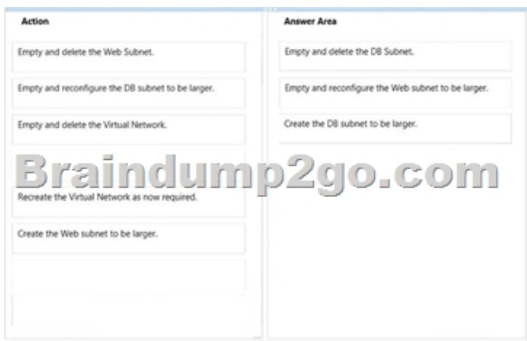 Action
Empty and delete the Web Subnet.
Empty and reconfigure the DB subnet to be larger.
Empty and delete the Virtual Network.
Recreate the Virtual Network as now required.
Create the Web subnet to be larger.
Answer Area
Empty and delete the DB Subnet.
Empty and reconfigure the Web subnet to be larger.
Create the DB subnet to be larger.
Braindump2go.com